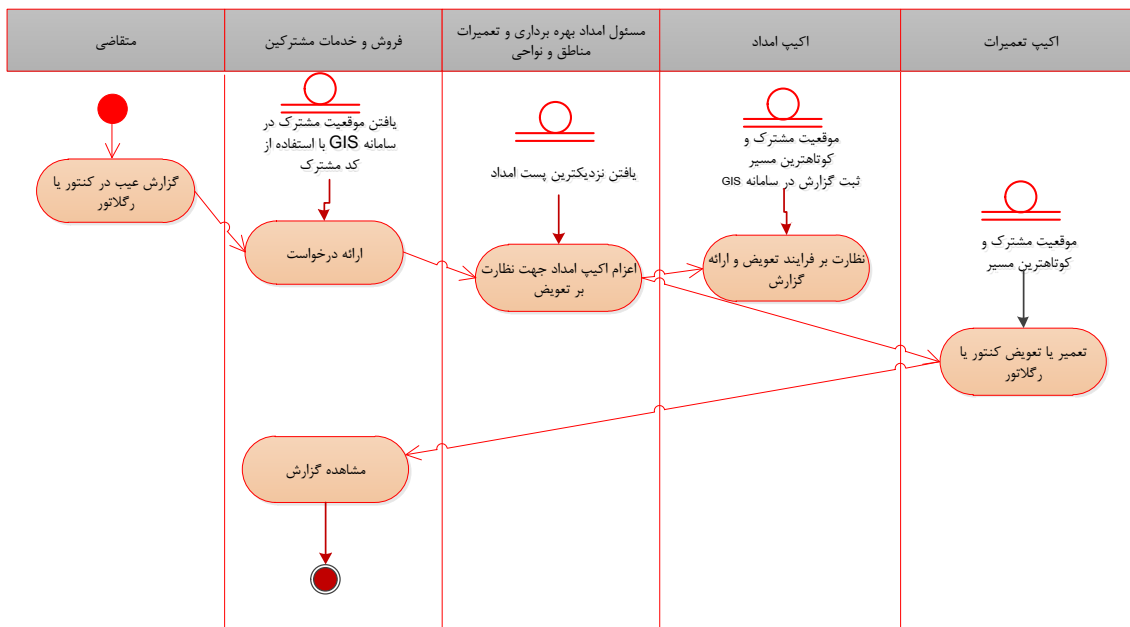 متقاضی
فروش و خدمات مشترکین
مسئول امداد بهره برداری و تعمیرات
مناطق و نواحی
اکیپ امداد
اکیپ تعمیرات
یافتن موقعیت مشترک در
سامانه GIS با استفاده از
کد مشترک
یافتن نزدیکترین پست امداد
موقعیت مشترک و
کوتاهترین مسیر
ثبت گزارش در سامانه GIS
موقعیت مشترک و
کوتاهترین مسیر
گزارش عیب در کنتور یا
رگلاتور
ارائه درخواست
اعزام اکیپ امداد جهت نظارت
بر تعویض
نظارت بر فرایند تعویض و ارائه
گزارش
تعمیر یا تعویض کنتور یا
رگلاتور
مشاهده گزارش